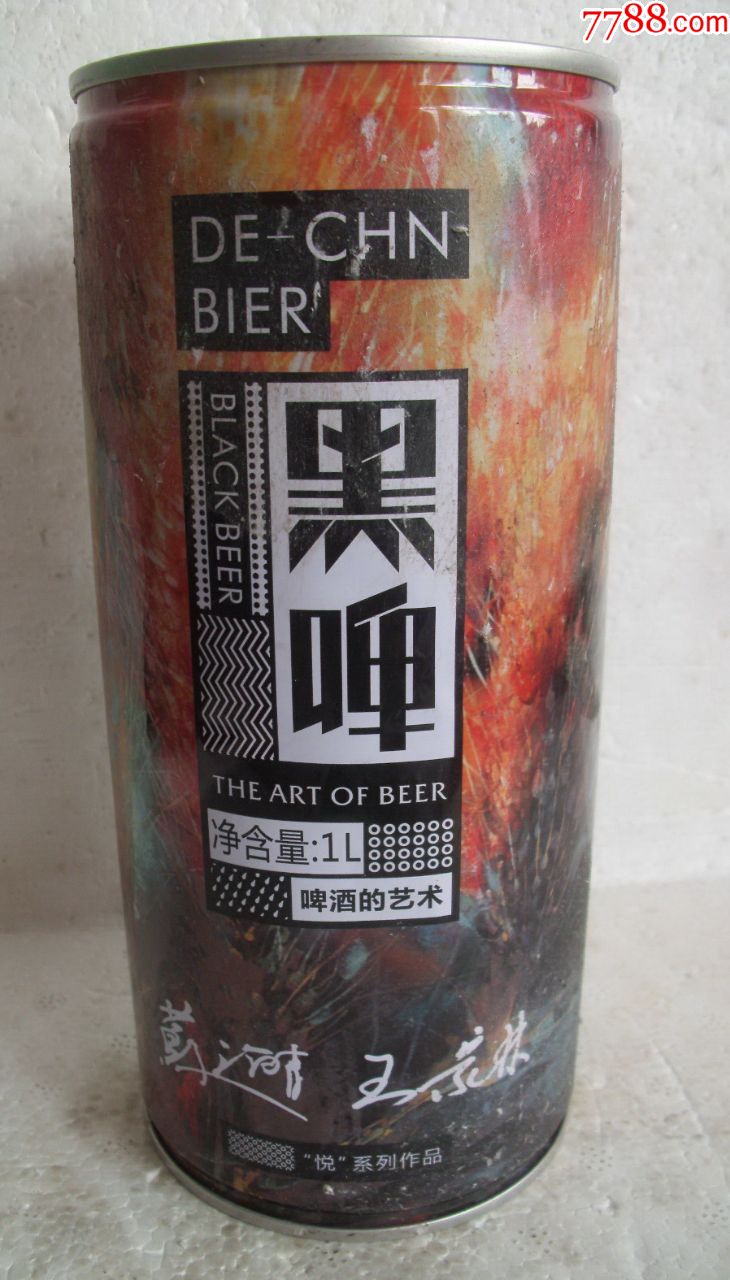 7788.com
DE-CHN
BIER
BLACK BEER
黑啤
THE ART OF BEER
净含量:1L
啤酒的艺术
"悦"系列作品